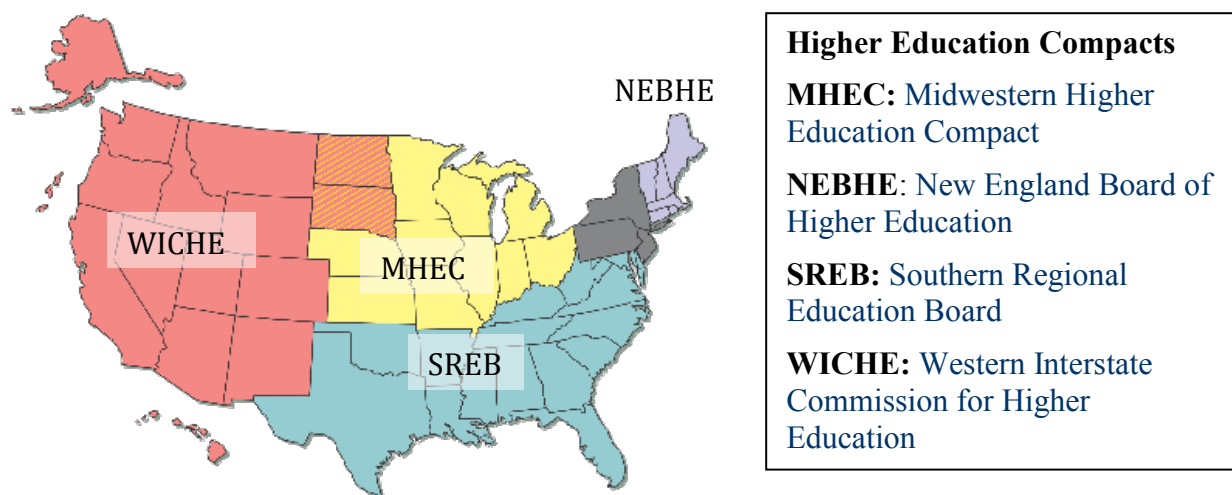 NEBHE
WICHE
MHEC
SREB
Higher Education Compacts
MHEC: Midwestern Higher
Education Compact
NEBHE: New England Board of
Higher Education
SREB: Southern Regional
Education Board
WICHE: Western Interstate
Commission for Higher
Education